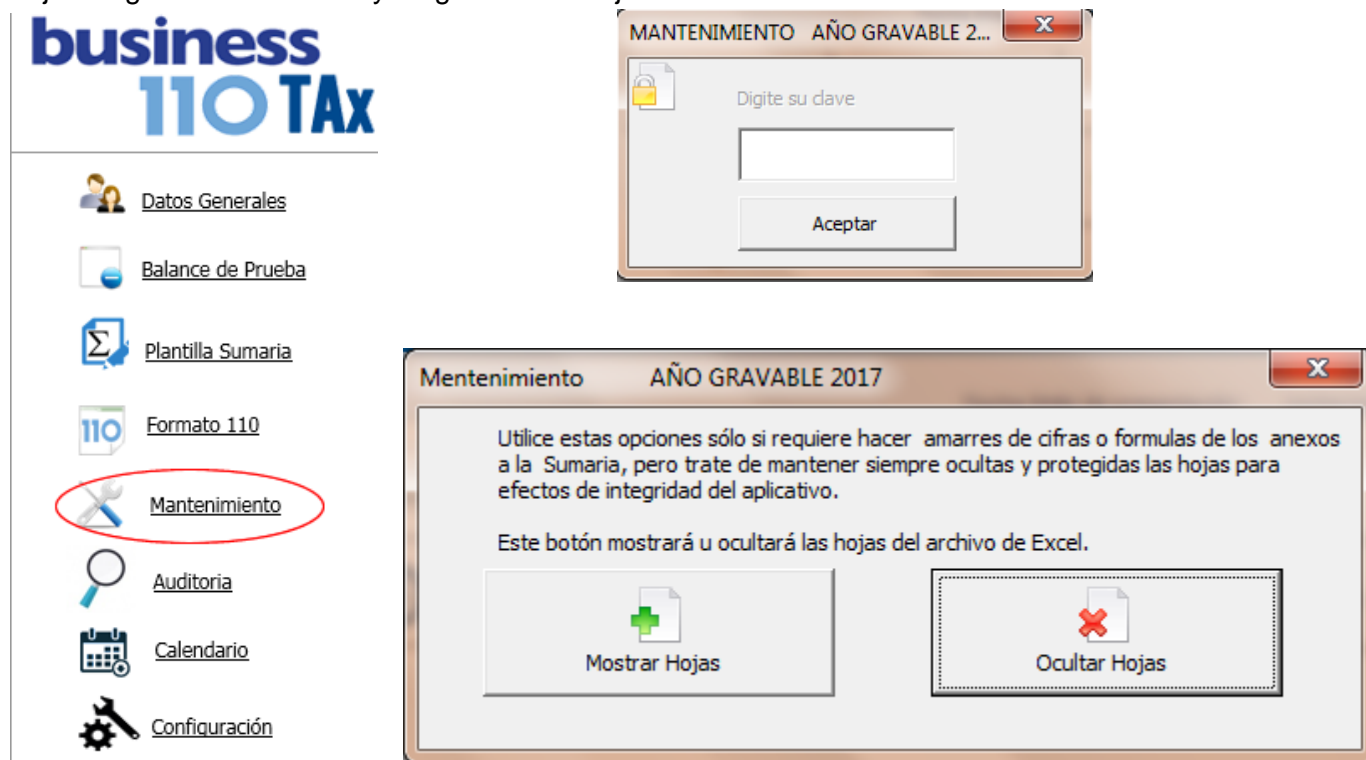 business
110 TAx
Datos Generales
Balance de Prueba
Plantilla Sumaria
110
Formato 110
Mantenimiento
Auditoria
Calendario
Configuración
MANTENIMIENTO AÑO GRAVABLE 2...
Digite su clave
Aceptar
Mentenimiento AÑO GRAVABLE 2017
Utilice estas opciones sólo si requiere hacer amarres de cifras o formulas de los anexos
a la Sumaria, pero trate de mantener siempre ocultas y protegidas las hojas para
efectos de integridad del aplicativo.
Este botón mostrará u ocultará las hojas del archivo de Excel.
Mostrar Hojas
Ocultar Hojas